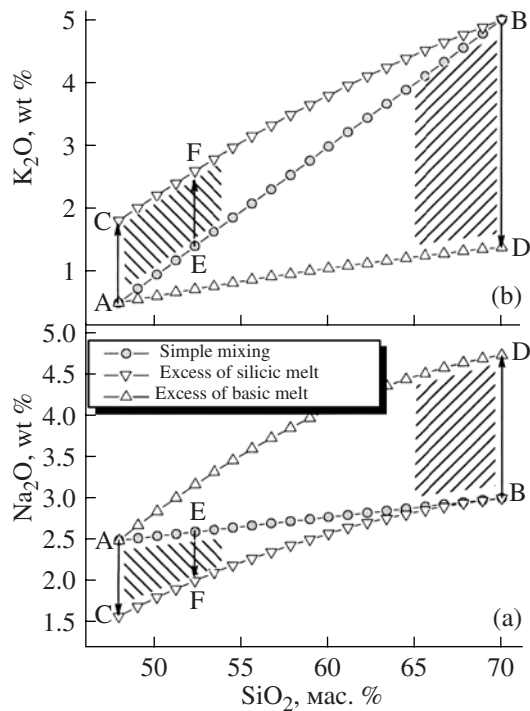 5
4
3
2
1
K2O, wt %
B
F
C
E
A
D
(b)
5.0
4.5
4.0
3.5
3.0
2.5
2.0
1.5
Na2O, wt %
Simple mixing
Excess of silicic melt
Excess of basic melt
D
E
B
A
F
C
(a)
50 55 60 65 70
SiO2, мас. %